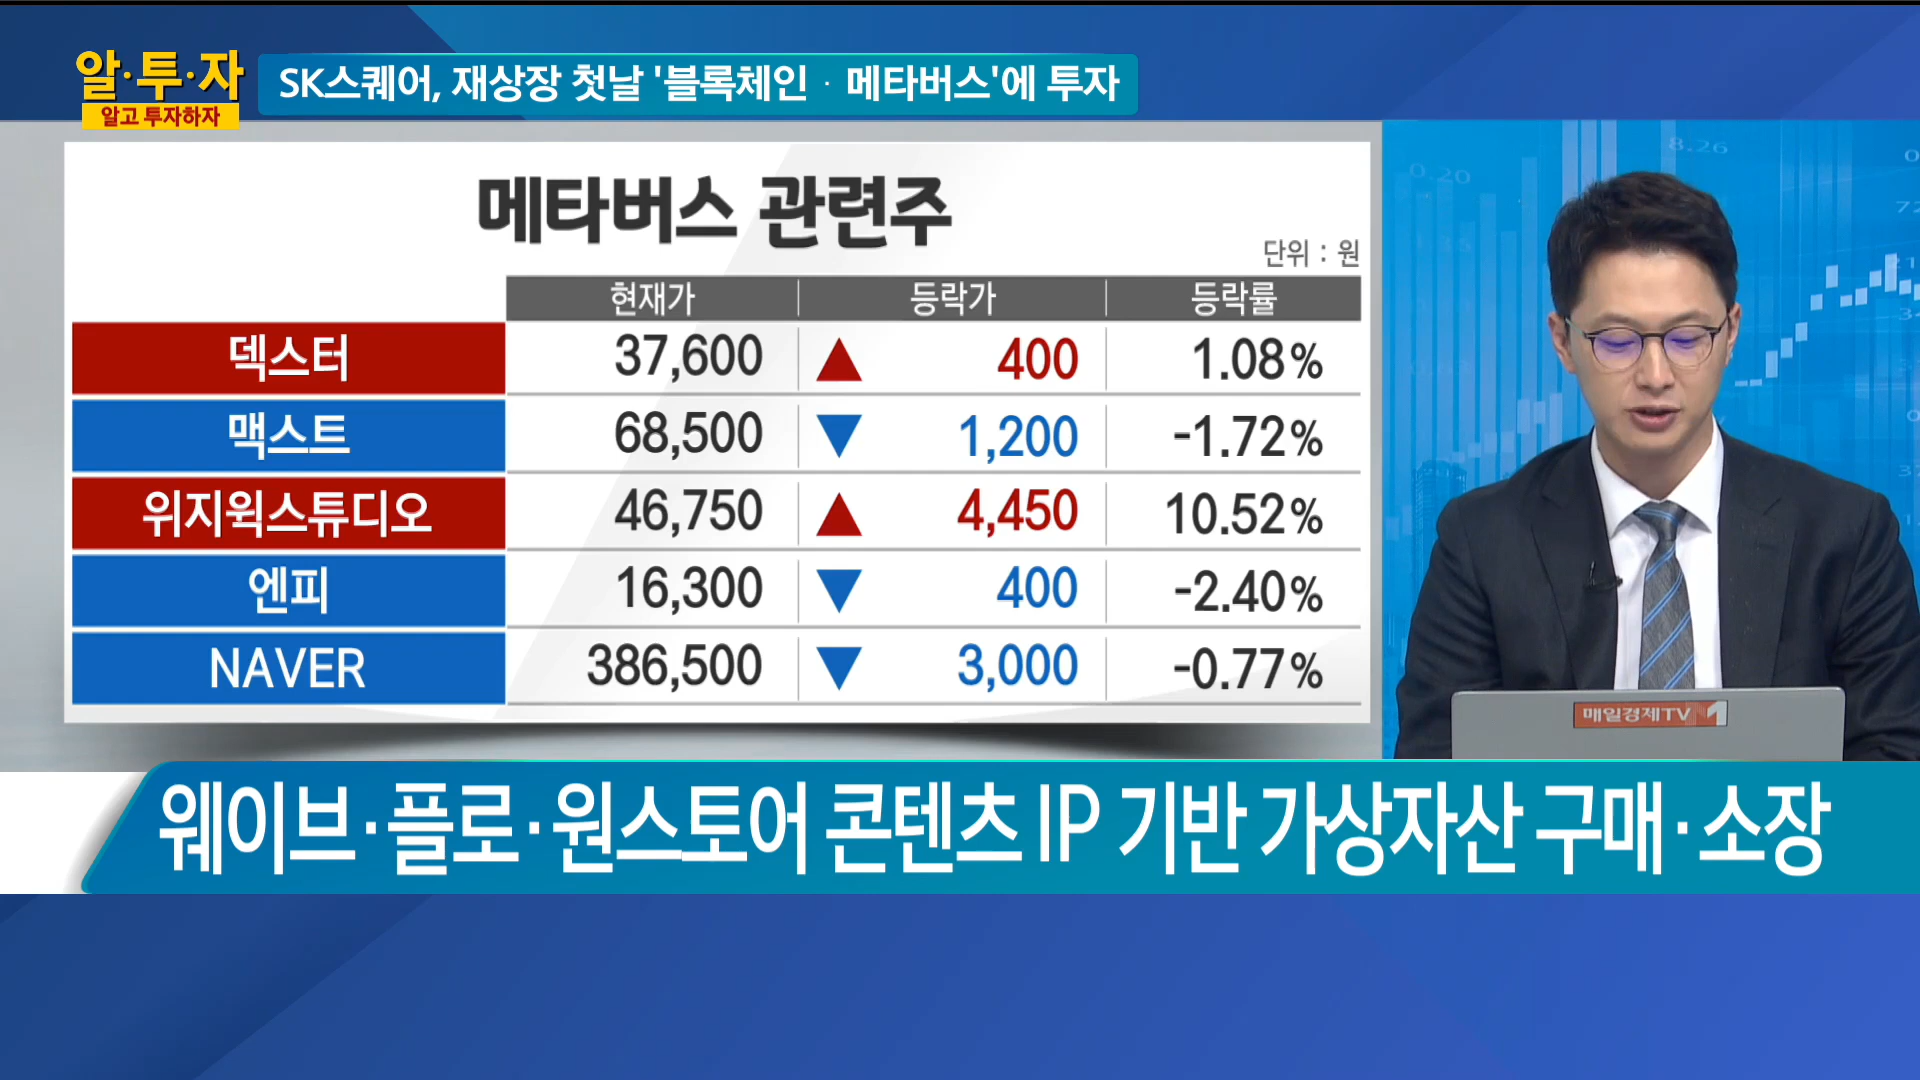 알·투·자
알고 투자하자
SK스퀘어, 재상장 첫날 '블록체인 · 메타버스'에 투자
메타버스 관련주
단위 : 원
현재가 등락가 등락률
덱스터 37,600 ▲ 400 1.08%
맥스트 68,500 ▼ 1,200 -1.72%
위지윅스튜디오 46,750 ▲ 4,450 10.52%
엔피 16,300 ▼ 400 -2.40%
NAVER 386,500 ▼ 3,000 -0.77%
8.26
0.20
매일경제TV
웨이브·플로·원스토어 콘텐츠 IP 기반 가상자산 구매·소장